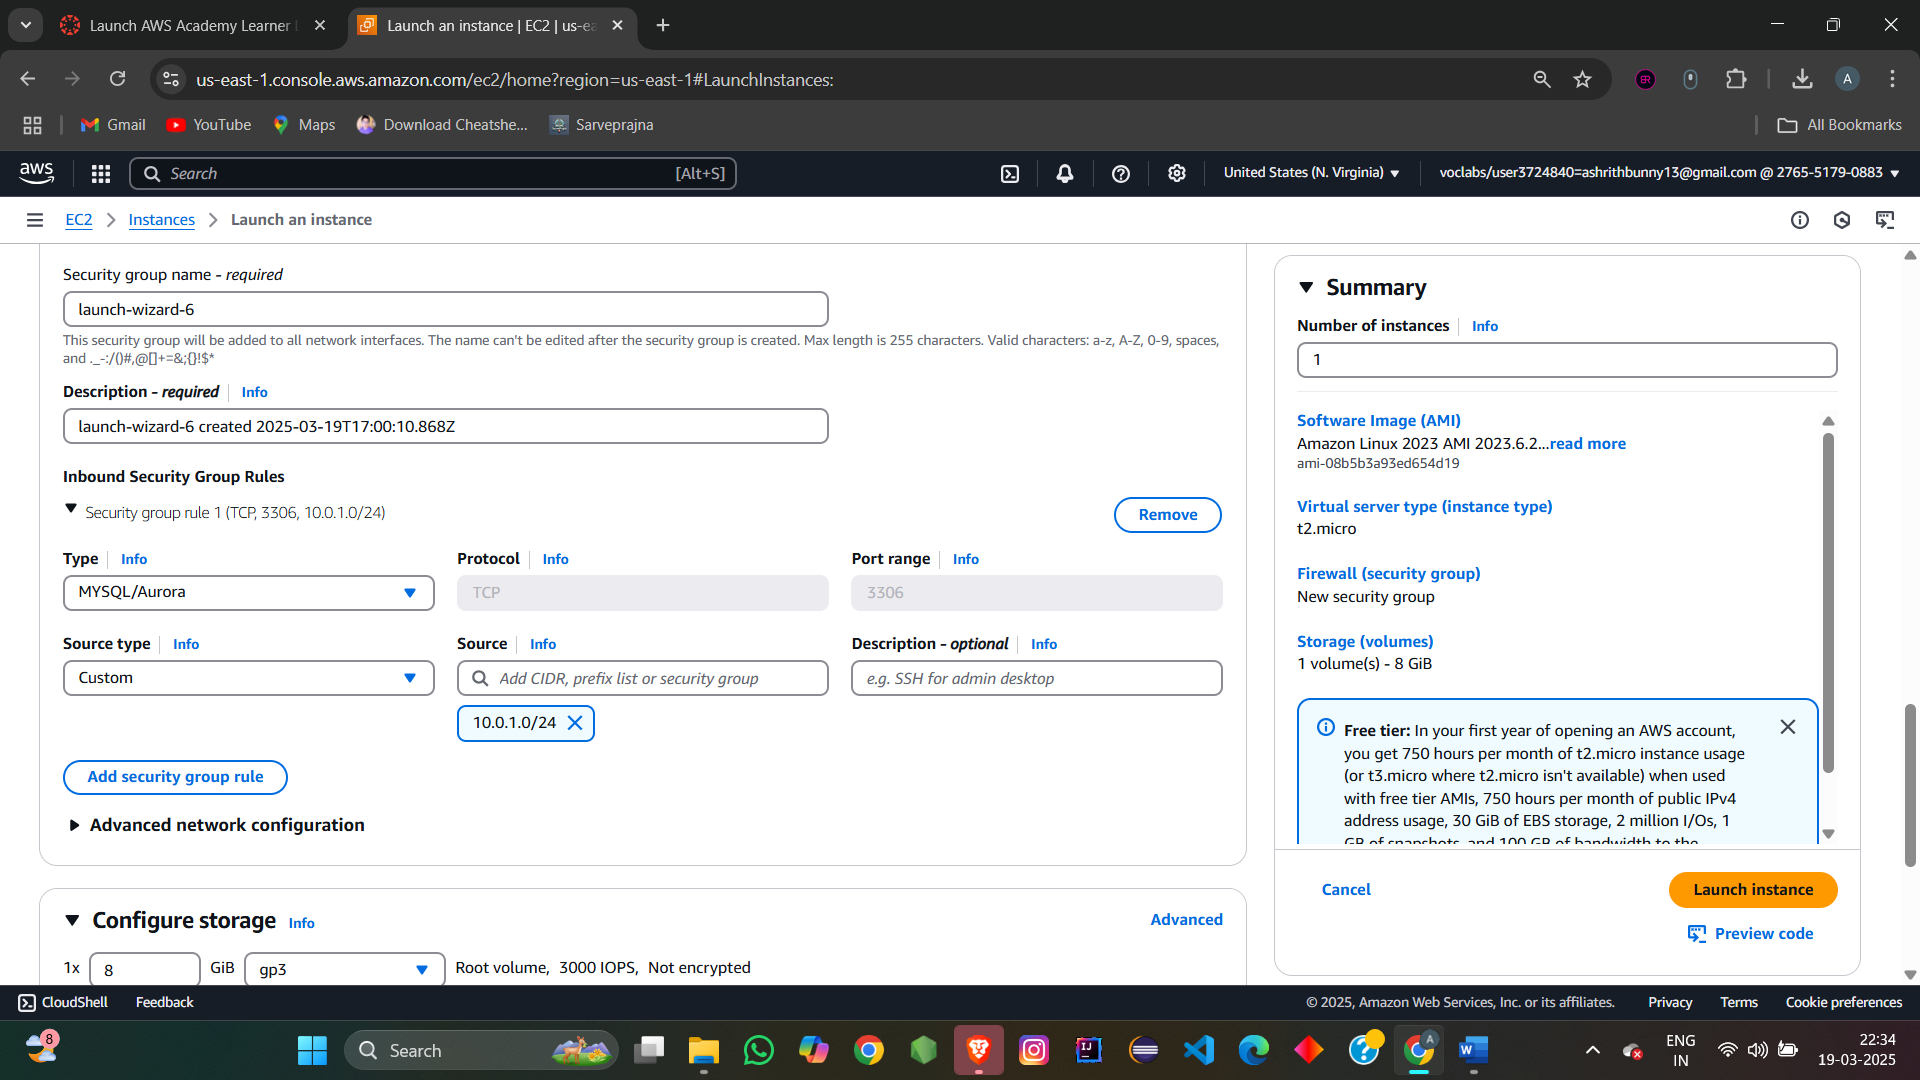 Launch AWS Academy Learner
Launch an instance | EC2 | us-ea
us-east-1.console.aws.amazon.com/ec2/home?region=us-east-1#LaunchInstances:
A
Gmail
YouTube
Maps
Download Cheatshe...
Sarveprajna
All Bookmarks
aws
Search
[Alt+S]
United States (N. Virginia)
voclabs/user3724840=ashrithbunny13@gmail.com @ 2765-5179-0883
EC2
Instances
Launch an instance
Security group name - required
launch-wizard-6
This security group will be added to all network interfaces. The name can't be edited after the security group is created. Max length is 255 characters. Valid characters: a-z, A-Z, 0-9, spaces,
and ._-:/()#,@[]+=&;{}!$*
Description - required Info
launch-wizard-6 created 2025-03-19T17:00:10.868Z
Inbound Security Group Rules
Security group rule 1 (TCP, 3306, 10.0.1.0/24)
Remove
Type Info
Protocol Info
Port range Info
MYSQL/Aurora
TCP
3306
Source type Info
Source Info
Description - optional Info
Custom
Add CIDR, prefix list or security group
e.g. SSH for admin desktop
10.0.1.0/24
Add security group rule
Advanced network configuration
Configure storage Info
Advanced
1x
8
GiB
gp3
Root volume, 3000 IOPS, Not encrypted
Summary
Number of instances Info
1
Software Image (AMI)
Amazon Linux 2023 AMI 2023.6.2...read more
ami-08b5b3a93ed654d19
Virtual server type (instance type)
t2.micro
Firewall (security group)
New security group
Storage (volumes)
1 volume(s) - 8 GiB
Free tier: In your first year of opening an AWS account,
you get 750 hours per month of t2.micro instance usage
(or t3.micro where t2.micro isn't available) when used
with free tier AMIs, 750 hours per month of public IPv4
address usage, 30 GiB of EBS storage, 2 million I/Os, 1
GB of snapshots, and 100 GB of bandwidth to the
Cancel
Launch instance
Preview code
CloudShell
Feedback
© 2025, Amazon Web Services, Inc. or its affiliates.
Privacy
Terms
Cookie preferences
8
Search
ENG
IN
22:34
19-03-2025